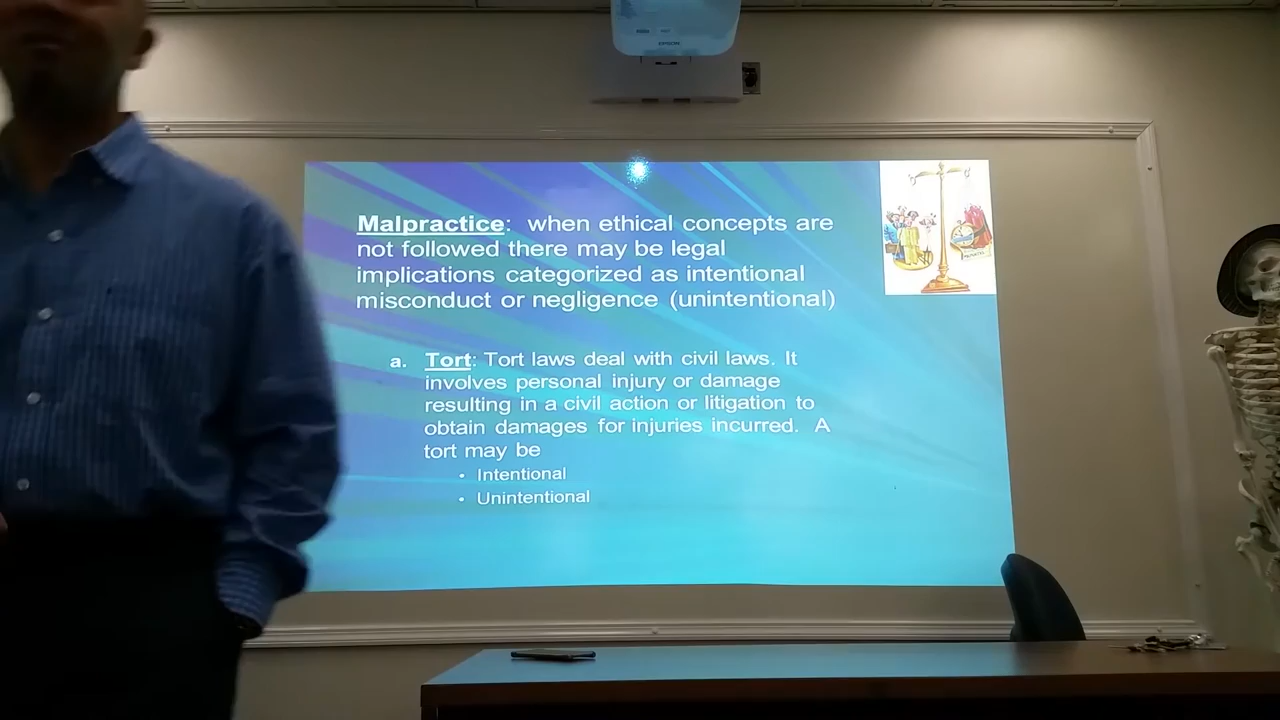 EPSON
Malpractice: when ethical concepts are
not followed there may be legal
implications categorized as intentional
misconduct or negligence (unintentional)
a. Tort: Tort laws deal with civil laws. It
involves personal injury or damage
resulting in a civil action or litigation to
obtain damages for injuries incurred. A
tort may be
• Intentional
• Unintentional